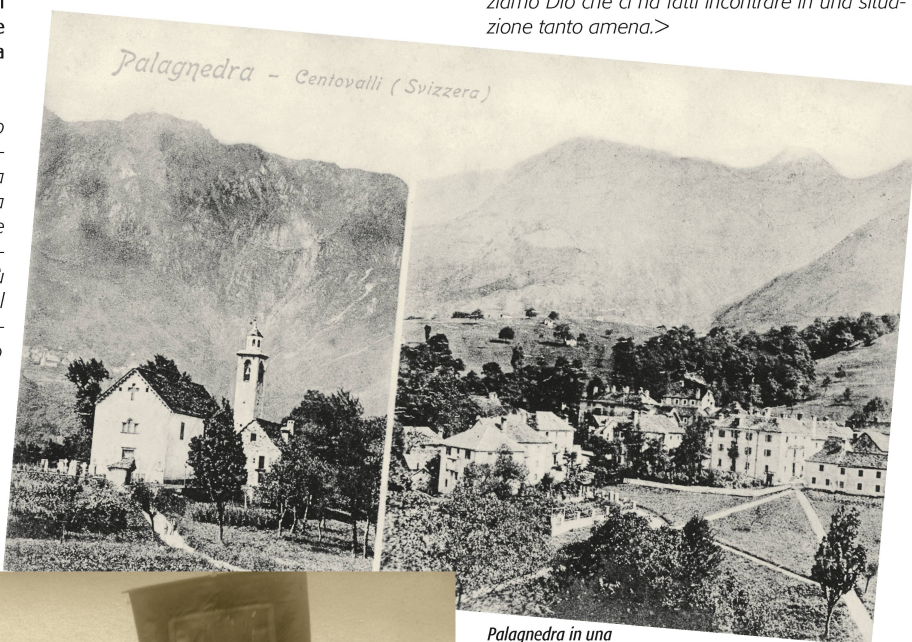 ziamo Dio che ci ha fatti incontrare in una situa-
zione tanto amena.>
Palagnedra - Centovalli (Svizzera)
Palagnedra in una